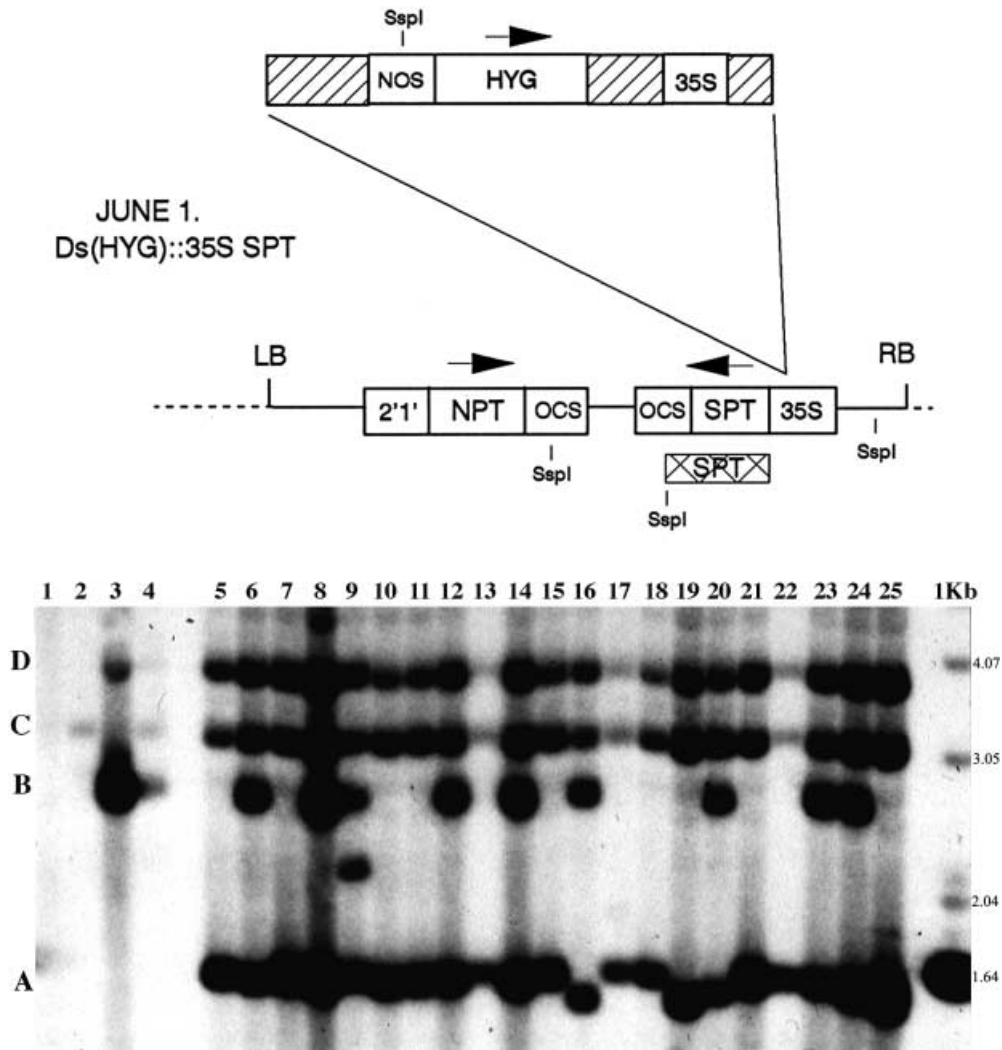 SspI
NOS HYG 35S
JUNE 1.
Ds(HYG)::35S SPT
LB RB
2'1' NPT OCS OCS SPT 35S
SspI SspI
SPT
SspI
1 2 3 4 5 6 7 8 9 10 11 12 13 14 15 16 17 18 19 20 21 22 23 24 25 1Kb
D 4.07
C 3.05
B
2.04
A 1.64